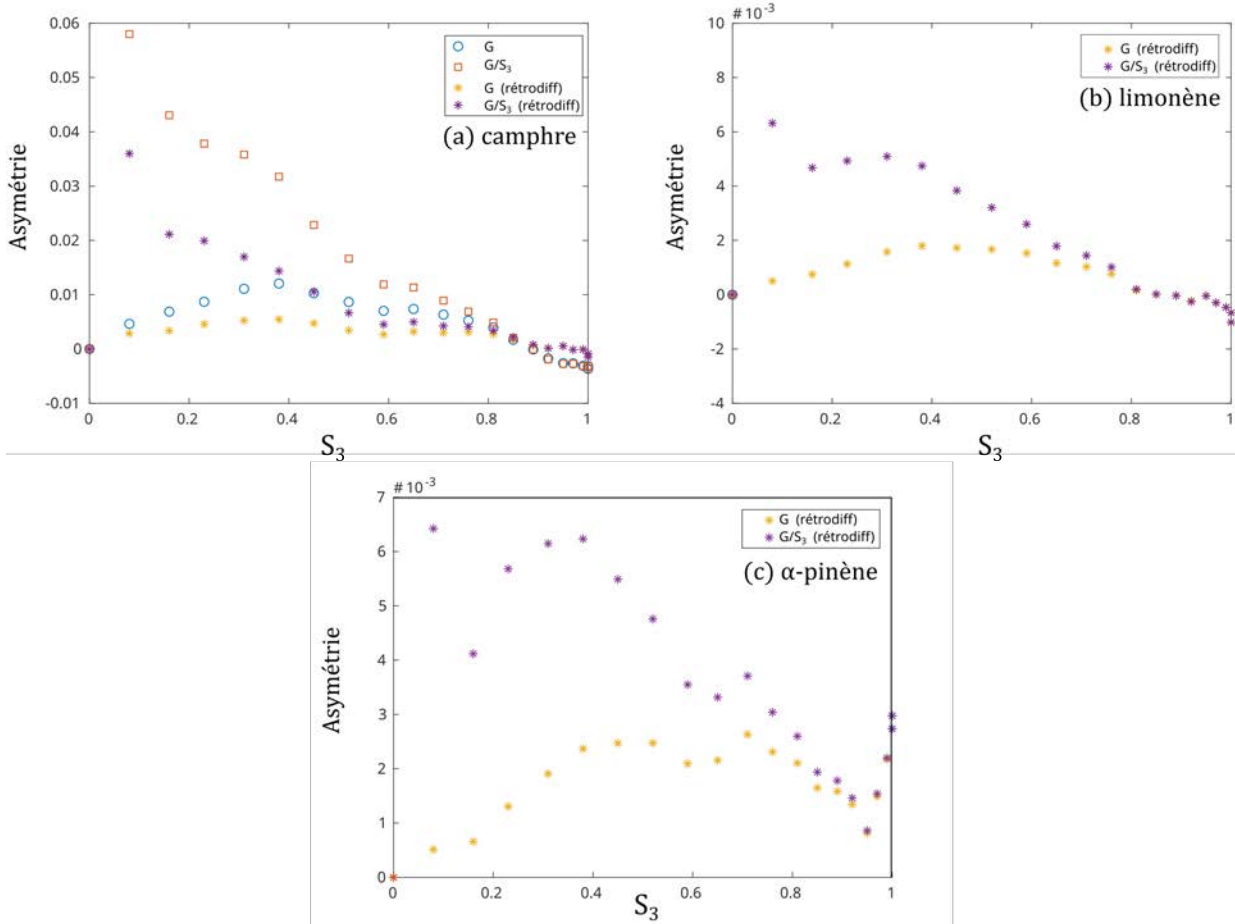 0.06
0.05
0.04
0.03
0.02
0.01
0
-0.01
Asymétrie
G
G/S₃
G (rétrodiff)
G/S₃ (rétrodiff)
(a) camphre
0 0.2 0.4 0.6 0.8 1
S₃
# 10⁻³
10
8
6
4
2
0
-2
-4
Asymétrie
G (rétrodiff)
G/S₃ (rétrodiff)
(b) limonène
0 0.2 0.4 0.6 0.8 1
S₃
# 10⁻³
7
6
5
4
3
2
1
0
Asymétrie
G (rétrodiff)
G/S₃ (rétrodiff)
(c) α-pinène
0 0.2 0.4 0.6 0.8 1
S₃